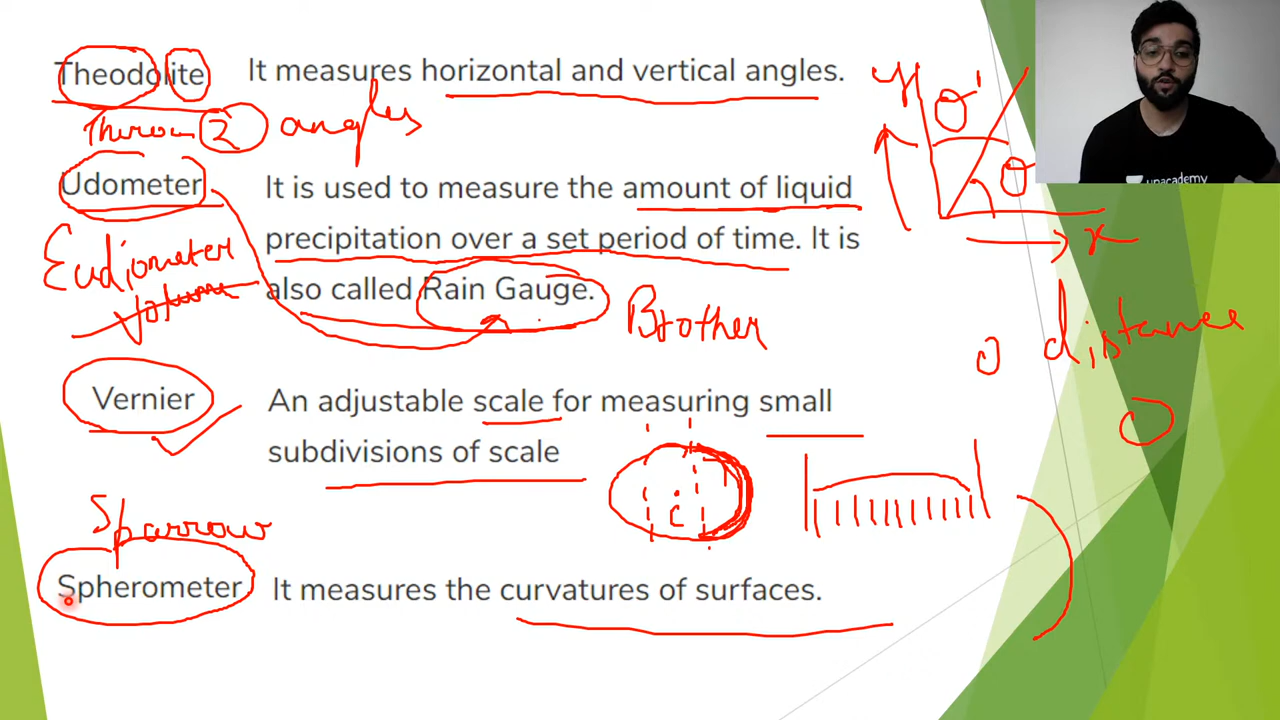 Theodolite It measures horizontal and vertical angles.
Throw 2 angles
y θ' θ x
Udometer It is used to measure the amount of liquid
precipitation over a set period of time. It is
also called Rain Gauge.
Eudiometer
volume
Brother
distance
Vernier An adjustable scale for measuring small
subdivisions of scale
C
Sparrow
Spherometer It measures the curvatures of surfaces.
unacademy